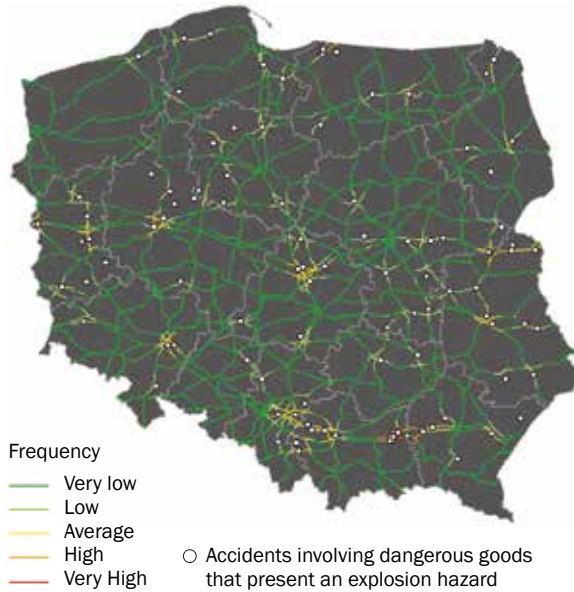 Frequency
Very low
Low
Average
High
Very High
Accidents involving dangerous goods
that present an explosion hazard